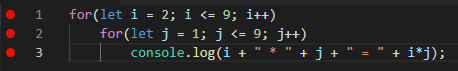 1 for(let i = 2; i <= 9; i++)
2 for(let j = 1; j <= 9; j++)
3 console.log(i + " * " + j + " = " + i*j);